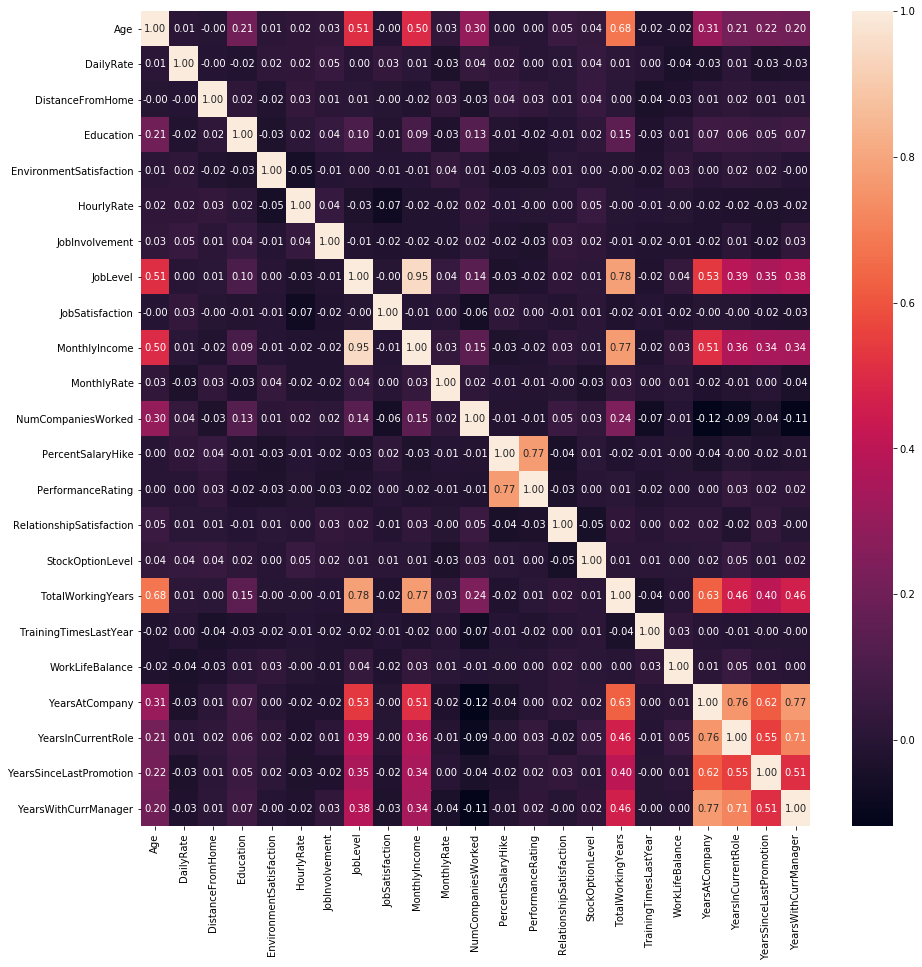 Age 1.00 0.01 -0.00 0.21 0.01 0.02 0.03 0.51 -0.00 0.50 0.03 0.30 0.00 0.00 0.05 0.04 0.68 -0.02 -0.02 0.31 0.21 0.22 0.20
DailyRate 0.01 1.00 -0.00 -0.02 0.02 0.02 0.05 0.00 0.03 0.01 -0.03 0.04 0.02 0.00 0.01 0.04 0.01 0.00 -0.04 -0.03 0.01 -0.03 -0.03
DistanceFromHome -0.00 -0.00 1.00 0.02 -0.02 0.03 0.01 0.01 -0.00 -0.02 0.03 -0.03 0.04 0.03 0.01 0.04 0.00 -0.04 -0.03 0.01 0.02 0.01 0.01
Education 0.21 -0.02 0.02 1.00 -0.03 0.02 0.04 0.10 -0.01 0.09 -0.03 0.13 -0.01 -0.02 -0.01 0.02 0.15 -0.03 0.01 0.07 0.06 0.05 0.07
EnvironmentSatisfaction 0.01 0.02 -0.02 -0.03 1.00 -0.05 -0.01 0.00 -0.01 -0.01 0.04 0.01 -0.03 -0.03 0.01 0.00 -0.00 -0.02 0.03 0.00 0.02 0.02 -0.00
HourlyRate 0.02 0.02 0.03 0.02 -0.05 1.00 0.04 -0.03 -0.07 -0.02 -0.02 0.02 -0.01 -0.00 0.00 0.05 -0.00 -0.01 -0.00 -0.02 -0.02 -0.03 -0.02
JobInvolvement 0.03 0.05 0.01 0.04 -0.01 0.04 1.00 -0.01 -0.02 -0.02 -0.02 0.02 -0.02 -0.03 0.03 0.02 -0.01 -0.02 -0.01 -0.02 0.01 -0.02 0.03
JobLevel 0.51 0.00 0.01 0.10 0.00 -0.03 -0.01 1.00 -0.00 0.95 0.04 0.14 -0.03 -0.02 0.02 0.01 0.78 -0.02 0.04 0.53 0.39 0.35 0.38
JobSatisfaction -0.00 0.03 -0.00 -0.01 -0.01 -0.07 -0.02 -0.00 1.00 -0.01 0.00 -0.06 0.02 0.00 -0.01 0.01 -0.02 -0.01 -0.02 -0.00 -0.00 -0.02 -0.03
MonthlyIncome 0.50 0.01 -0.02 0.09 -0.01 -0.02 -0.02 0.95 -0.01 1.00 0.03 0.15 -0.03 -0.02 0.03 0.01 0.77 -0.02 0.03 0.51 0.36 0.34 0.34
MonthlyRate 0.03 -0.03 0.03 -0.03 0.04 -0.02 -0.02 0.04 0.00 0.03 1.00 0.02 -0.01 -0.01 -0.00 -0.03 0.03 0.00 0.01 -0.02 -0.01 0.00 -0.04
NumCompaniesWorked 0.30 0.04 -0.03 0.13 0.01 0.02 0.02 0.14 -0.06 0.15 0.02 1.00 -0.01 -0.01 0.05 0.03 0.24 -0.07 -0.01 -0.12 -0.09 -0.04 -0.11
PercentSalaryHike 0.00 0.02 0.04 -0.01 -0.03 -0.01 -0.02 -0.03 0.02 -0.03 -0.01 -0.01 1.00 0.77 -0.04 0.01 -0.02 -0.01 -0.00 -0.04 -0.00 -0.02 -0.01
PerformanceRating 0.00 0.00 0.03 -0.02 -0.03 -0.00 -0.03 -0.02 0.00 -0.02 -0.01 -0.01 0.77 1.00 -0.03 0.00 0.01 -0.02 0.00 0.00 0.03 0.02 0.02
RelationshipSatisfaction 0.05 0.01 0.01 -0.01 0.01 0.00 0.03 0.02 -0.01 0.03 -0.00 0.05 -0.04 -0.03 1.00 -0.05 0.02 0.00 0.02 0.02 -0.02 0.03 -0.00
StockOptionLevel 0.04 0.04 0.04 0.02 0.00 0.05 0.02 0.01 0.01 0.01 -0.03 0.03 0.01 0.00 -0.05 1.00 0.01 0.01 0.00 0.02 0.05 0.01 0.02
TotalWorkingYears 0.68 0.01 0.00 0.15 -0.00 -0.00 -0.01 0.78 -0.02 0.77 0.03 0.24 -0.02 0.01 0.02 0.01 1.00 -0.04 0.00 0.63 0.46 0.40 0.46
TrainingTimesLastYear -0.02 0.00 -0.04 -0.03 -0.02 -0.01 -0.02 -0.02 -0.01 -0.02 0.00 -0.07 -0.01 -0.02 0.00 0.01 -0.04 1.00 0.03 0.00 -0.01 -0.00 -0.00
WorkLifeBalance -0.02 -0.04 -0.03 0.01 0.03 -0.00 -0.01 0.04 -0.02 0.03 0.01 -0.01 -0.00 0.00 0.02 0.00 0.00 0.03 1.00 0.01 0.05 0.01 0.00
YearsAtCompany 0.31 -0.03 0.01 0.07 0.00 -0.02 -0.02 0.53 -0.00 0.51 -0.02 -0.12 -0.04 0.00 0.02 0.02 0.63 0.00 0.01 1.00 0.76 0.62 0.77
YearsInCurrentRole 0.21 0.01 0.02 0.06 0.02 -0.02 0.01 0.39 -0.00 0.36 -0.01 -0.09 -0.00 0.03 -0.02 0.05 0.46 -0.01 0.05 0.76 1.00 0.55 0.71
YearsSinceLastPromotion 0.22 -0.03 0.01 0.05 0.02 -0.03 -0.02 0.35 -0.02 0.34 0.00 -0.04 -0.02 0.02 0.03 0.01 0.40 -0.00 0.01 0.62 0.55 1.00 0.51
YearsWithCurrManager 0.20 -0.03 0.01 0.07 -0.00 -0.02 0.03 0.38 -0.03 0.34 -0.04 -0.11 -0.01 0.02 -0.00 0.02 0.46 -0.00 0.00 0.77 0.71 0.51 1.00
Age
DailyRate
DistanceFromHome
Education
EnvironmentSatisfaction
HourlyRate
JobInvolvement
JobLevel
JobSatisfaction
MonthlyIncome
MonthlyRate
NumCompaniesWorked
PercentSalaryHike
PerformanceRating
RelationshipSatisfaction
StockOptionLevel
TotalWorkingYears
TrainingTimesLastYear
WorkLifeBalance
YearsAtCompany
YearsInCurrentRole
YearsSinceLastPromotion
YearsWithCurrManager
1.0
0.8
0.6
0.4
0.2
0.0